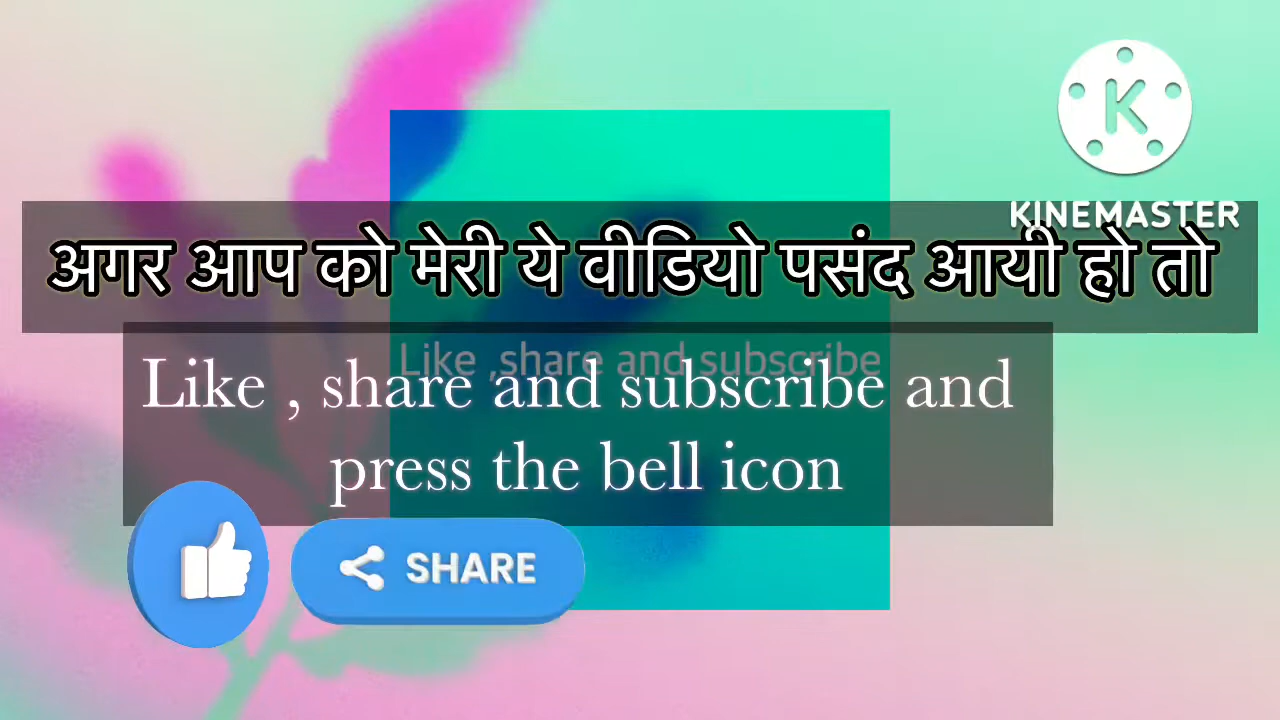 KINEMASTER
अगर आप को मेरी ये वीडियो पसंद आयी हो तो
Like ,share and subscribe
Like , share and subscribe and
press the bell icon
SHARE